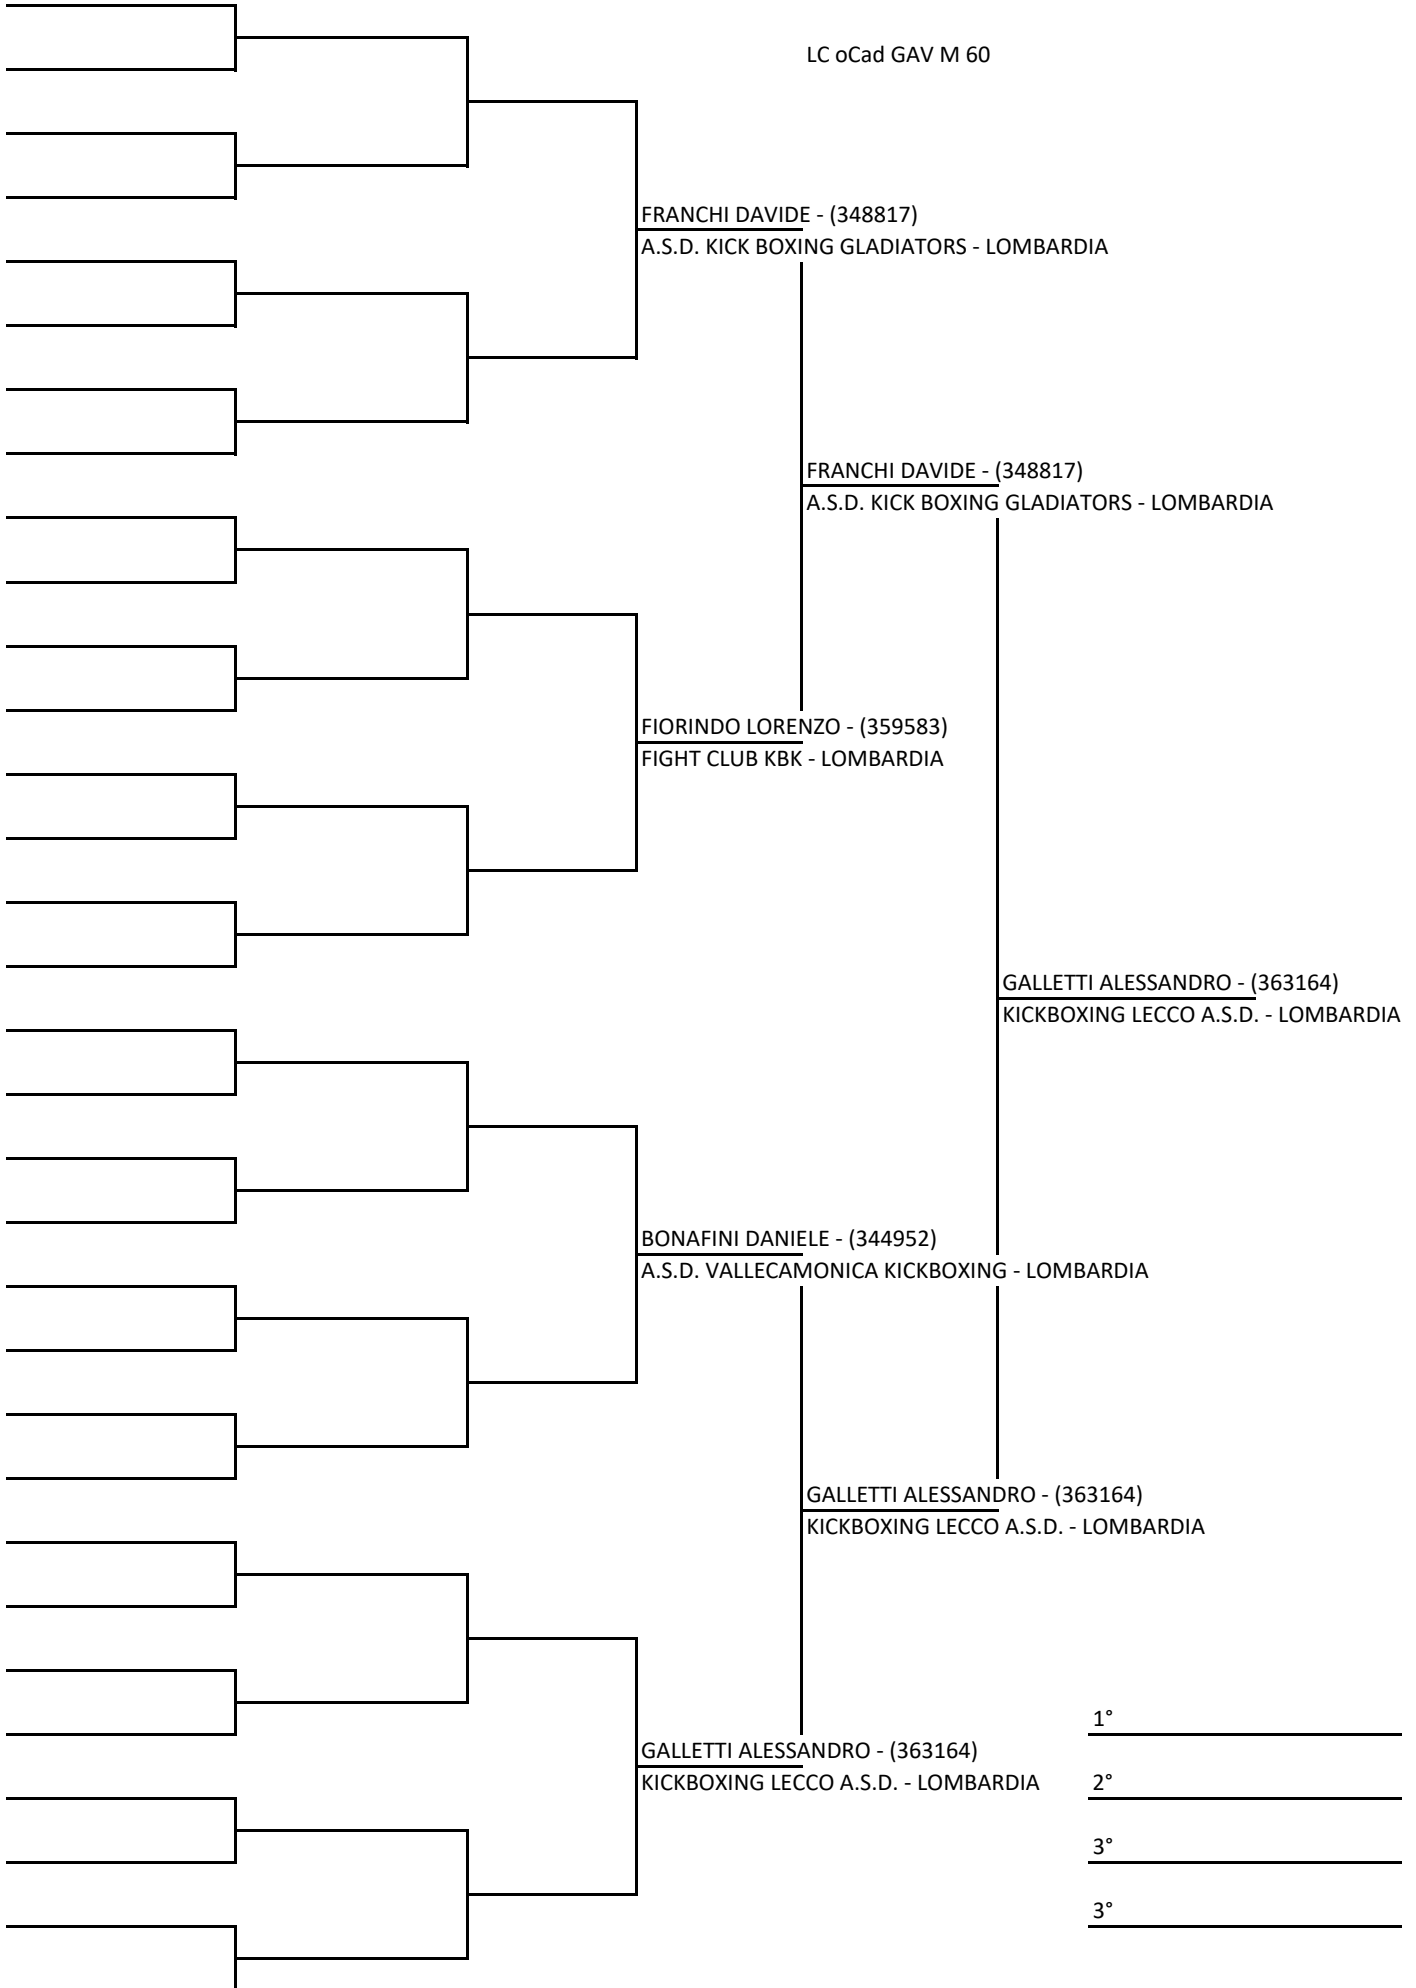 LC oCad GAV M 60
FRANCHI DAVIDE - (348817)
A.S.D. KICK BOXING GLADIATORS - LOMBARDIA
FRANCHI DAVIDE - (348817)
A.S.D. KICK BOXING GLADIATORS - LOMBARDIA
FIORINDO LORENZO - (359583)
FIGHT CLUB KBK - LOMBARDIA
GALLETTI ALESSANDRO - (363164)
KICKBOXING LECCO A.S.D. - LOMBARDIA
BONAFINI DANIELE - (344952)
A.S.D. VALLECAMONICA KICKBOXING - LOMBARDIA
GALLETTI ALESSANDRO - (363164)
KICKBOXING LECCO A.S.D. - LOMBARDIA
1°
GALLETTI ALESSANDRO - (363164)
KICKBOXING LECCO A.S.D. - LOMBARDIA
2°
3°
3°